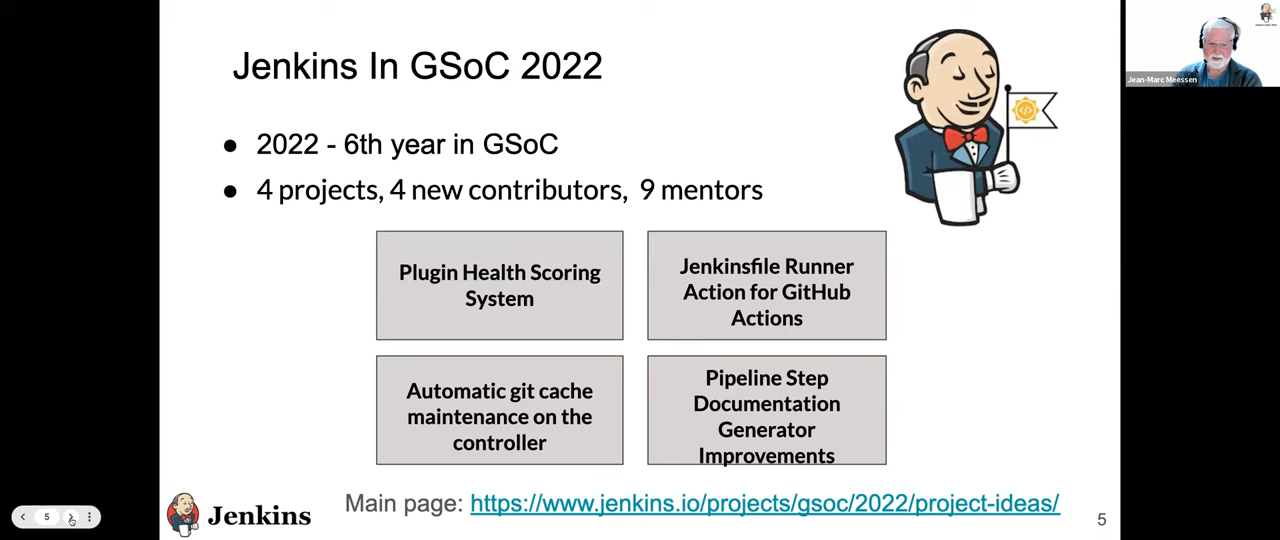 Jenkins In GSoC 2022
Jean-Marc Meessen
● 2022 - 6th year in GSoC
● 4 projects, 4 new contributors, 9 mentors
Plugin Health Scoring
System
Jenkinsfile Runner
Action for GitHub
Actions
Automatic git cache
maintenance on the
controller
Pipeline Step
Documentation
Generator
Improvements
5
Jenkins
Main page: https://www.jenkins.io/projects/gsoc/2022/project-ideas/
5